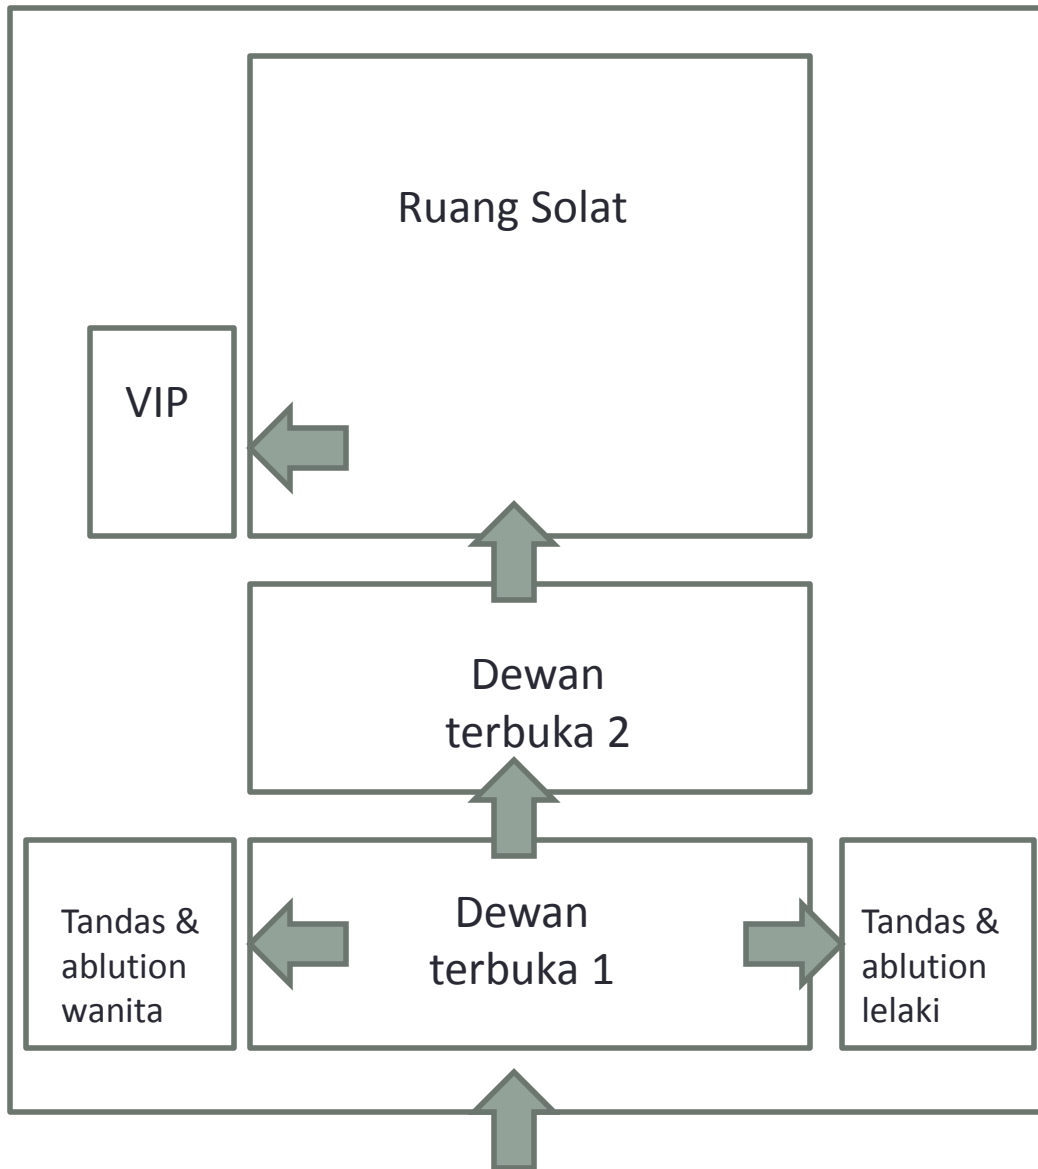 Ruang Solat
VIP
Dewan
terbuka 2
Tandas &
ablution
wanita
Dewan
terbuka 1
Tandas &
ablution
lelaki